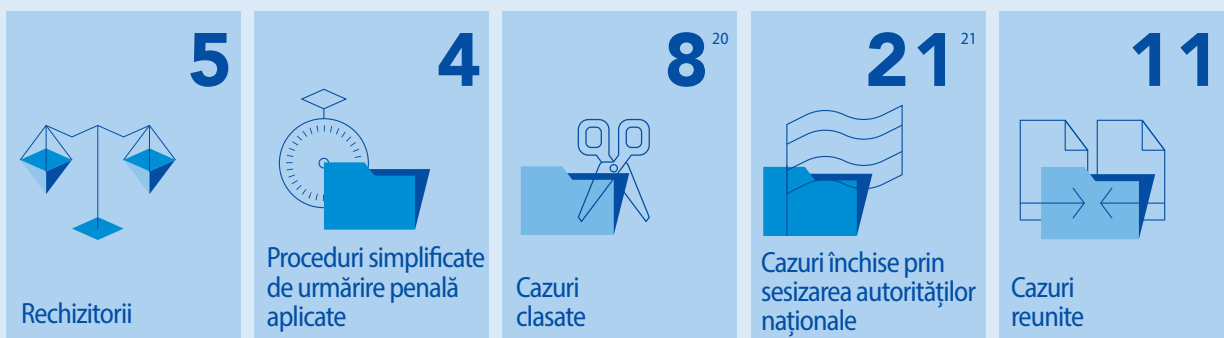 5
Rechizitorii
4
Proceduri simplificate
de urmărire penală
aplicate
8 20
Cazuri
clasate
21 21
Cazuri închise prin
sesizarea autorităților
naționale
11
Cazuri
reunite